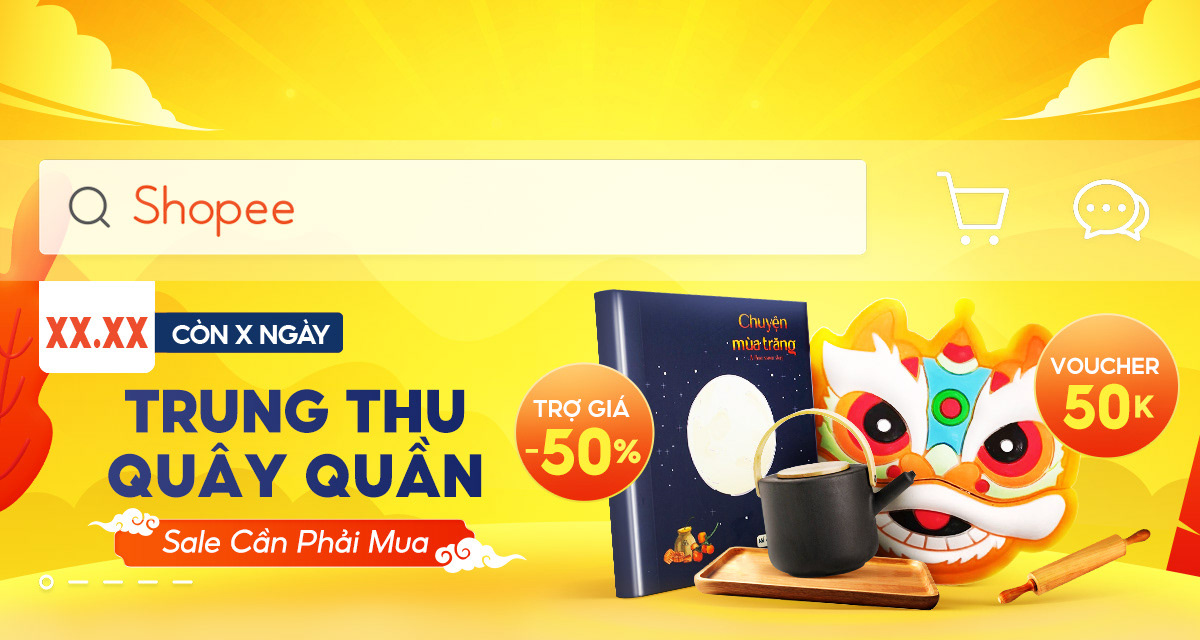 Shopee
XX.XX
CÒN X NGÀY
TRUNG THU
QUÂY QUẦN
Sale Cần Phải Mua
TRỢ GIÁ
-50%
Chuyện
mùa trăng
VOUCHER
50K